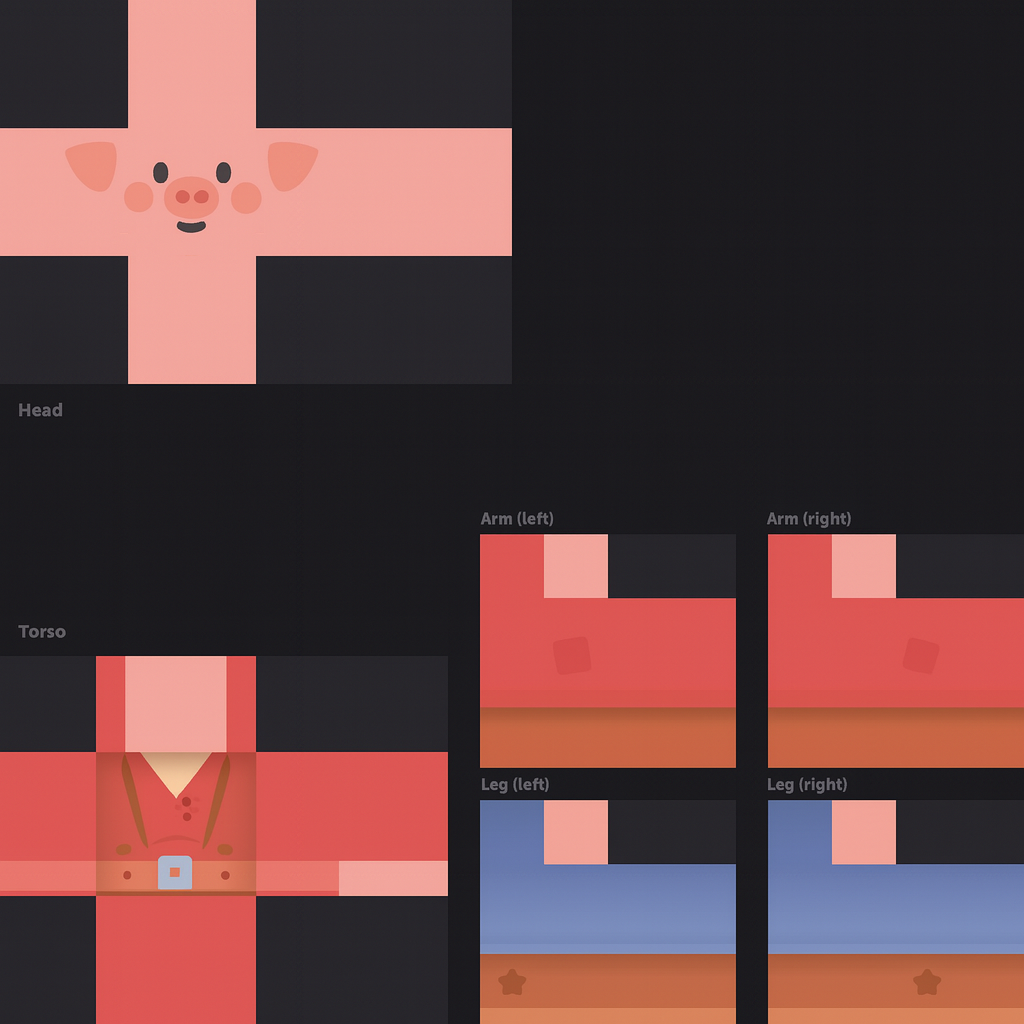 Head
Arm (left)
Arm (right)
Torso
Leg (left)
Leg (right)